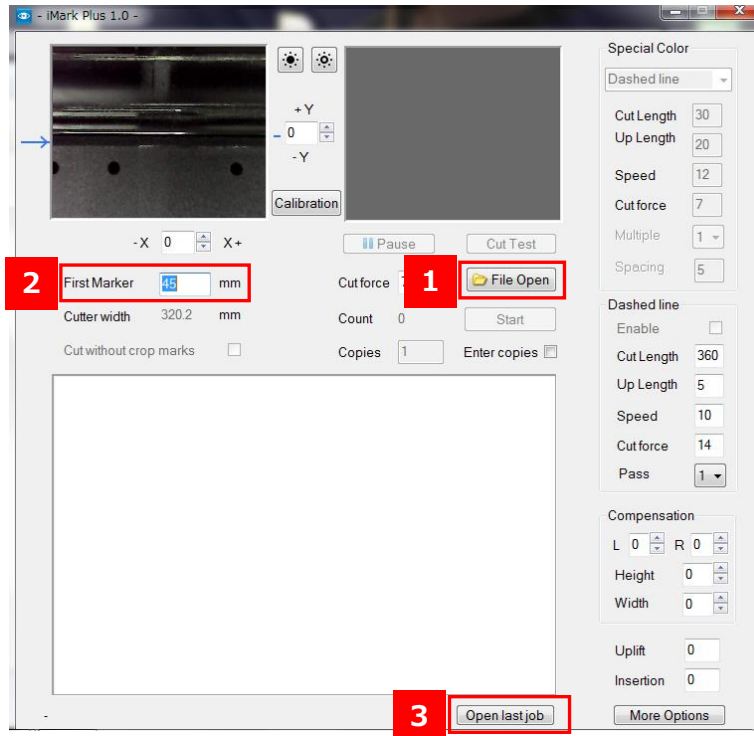 - iMark Plus 1.0 -
X
+ Y
0
- Y
Calibration
- X 0 X +
Pause
Cut Test
2
First Marker 45 mm
Cut force 7
1
File Open
Cutter width 320.2 mm
Count 0
Start
Cut without crop marks
Copies 1
Enter copies
-
3
Open last job
Special Color
Dashed line
Cut Length 30
Up Length 20
Speed 12
Cut force 7
Multiple 1
Spacing 5
Dashed line
Enable
Cut Length 360
Up Length 5
Speed 10
Cut force 14
Pass 1
Compensation
L 0 R 0
Height 0
Width 0
Uplift 0
Insertion 0
More Options